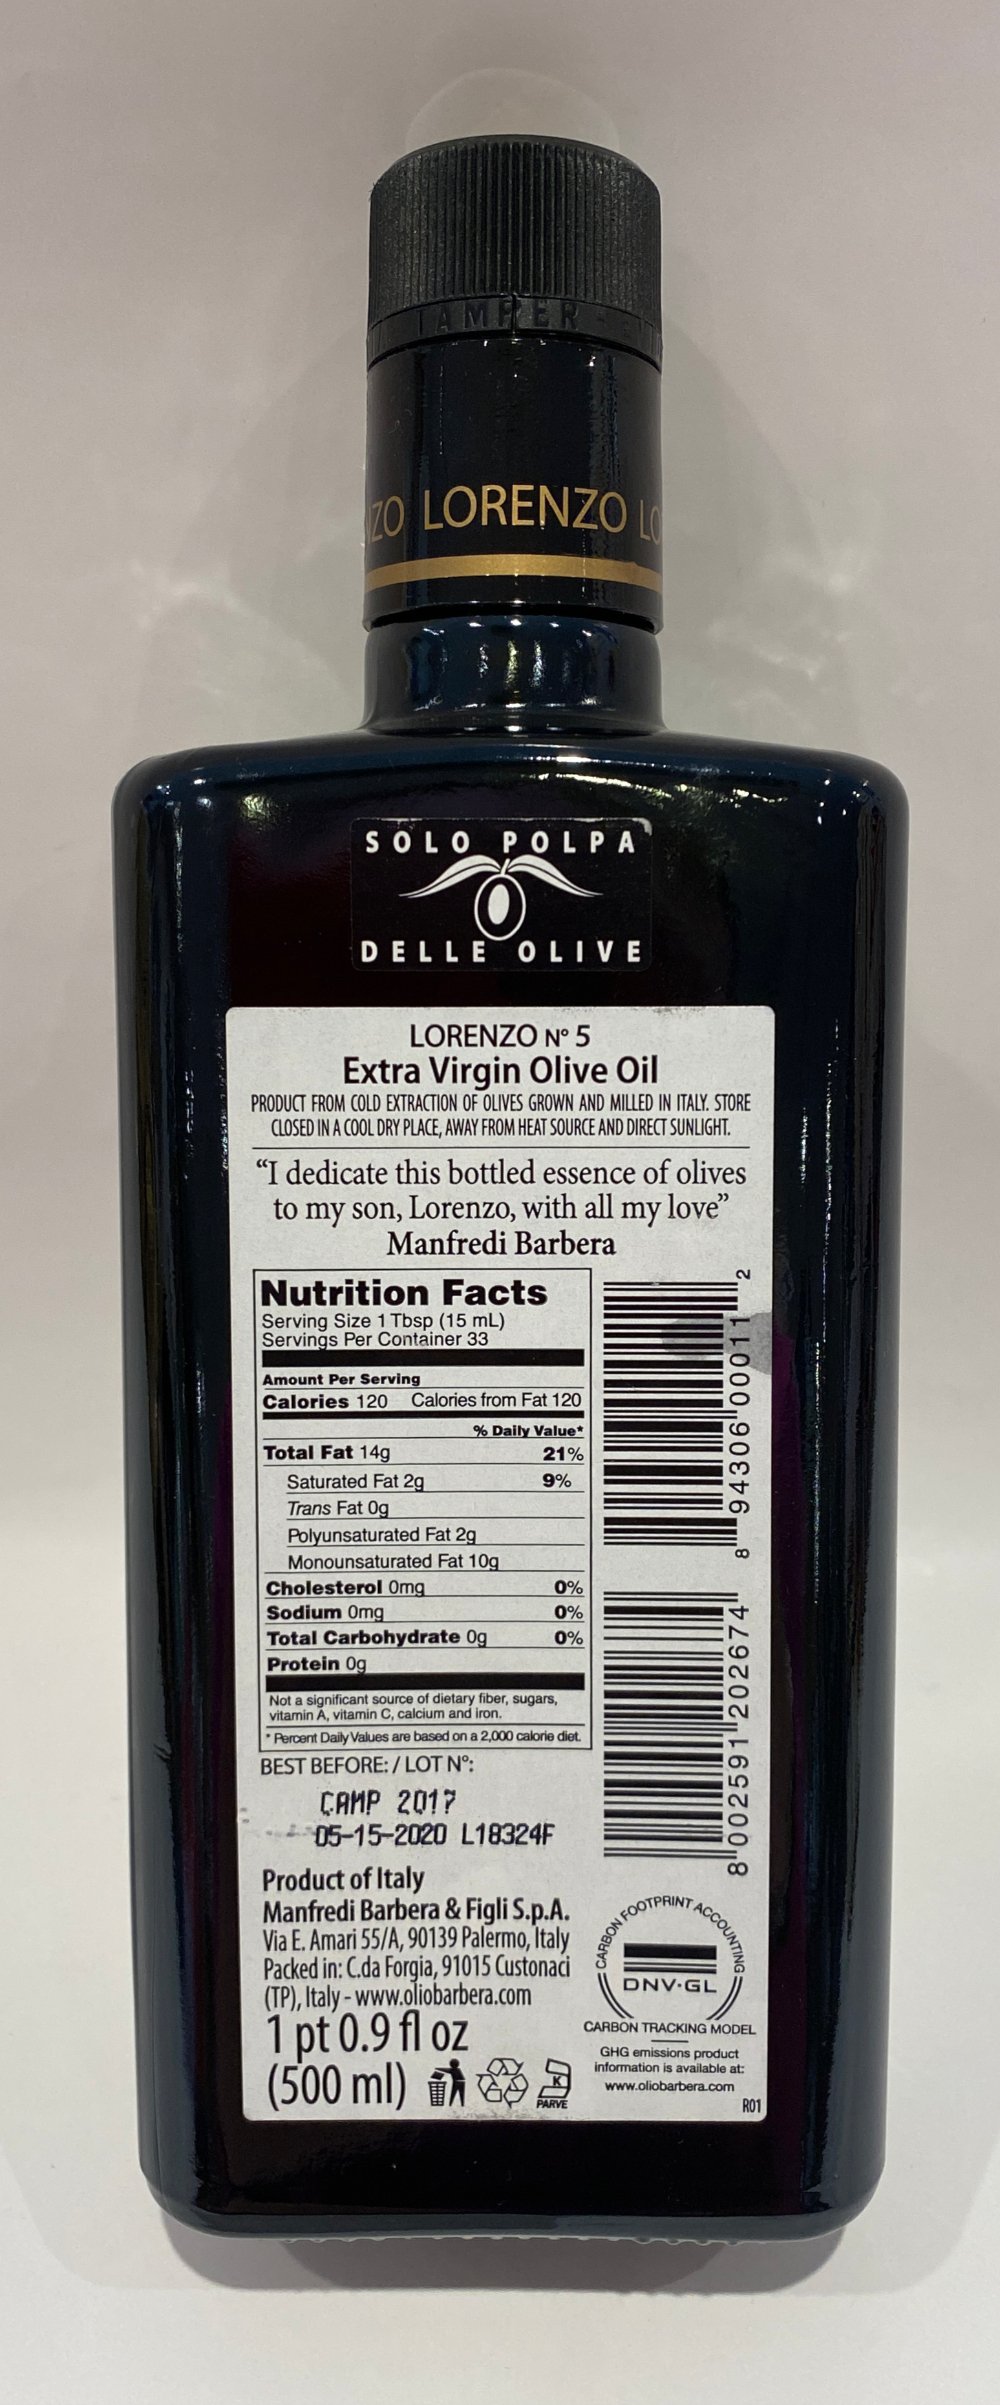 TAMPER-
ZO LORENZO LO
SOLO POLPA
DELLE OLIVE
LORENZO N° 5
Extra Virgin Olive Oil
PRODUCT FROM COLD EXTRACTION OF OLIVES GROWN AND MILLED IN ITALY. STORE
CLOSED IN A COOL DRY PLACE, AWAY FROM HEAT SOURCE AND DIRECT SUNLIGHT.
“I dedicate this bottled essence of olives
to my son, Lorenzo, with all my love”
Manfredi Barbera
Nutrition Facts
Serving Size 1 Tbsp (15 mL)
Servings Per Container 33
Amount Per Serving
Calories 120 Calories from Fat 120
% Daily Value*
Total Fat 14g 21%
Saturated Fat 2g 9%
Trans Fat 0g
Polyunsaturated Fat 2g
Monounsaturated Fat 10g
Cholesterol 0mg 0%
Sodium 0mg 0%
Total Carbohydrate 0g 0%
Protein 0g
Not a significant source of dietary fiber, sugars,
vitamin A, vitamin C, calcium and iron.
* Percent Daily Values are based on a 2,000 calorie diet.
8 94306 00011 2
8 002591 202674
BEST BEFORE: / LOT N°:
CAMP 2017
05-15-2020 L18324F
Product of Italy
Manfredi Barbera & Figli S.p.A.
Via E. Amari 55/A, 90139 Palermo, Italy
Packed in: C.da Forgia, 91015 Custonaci
(TP), Italy - www.oliobarbera.com
1 pt 0.9 fl oz
(500 ml)
K
PARVE
CARBON FOOTPRINT ACCOUNTING
DNV·GL
CARBON TRACKING MODEL
GHG emissions product
information is available at:
www.oliobarbera.com
R01